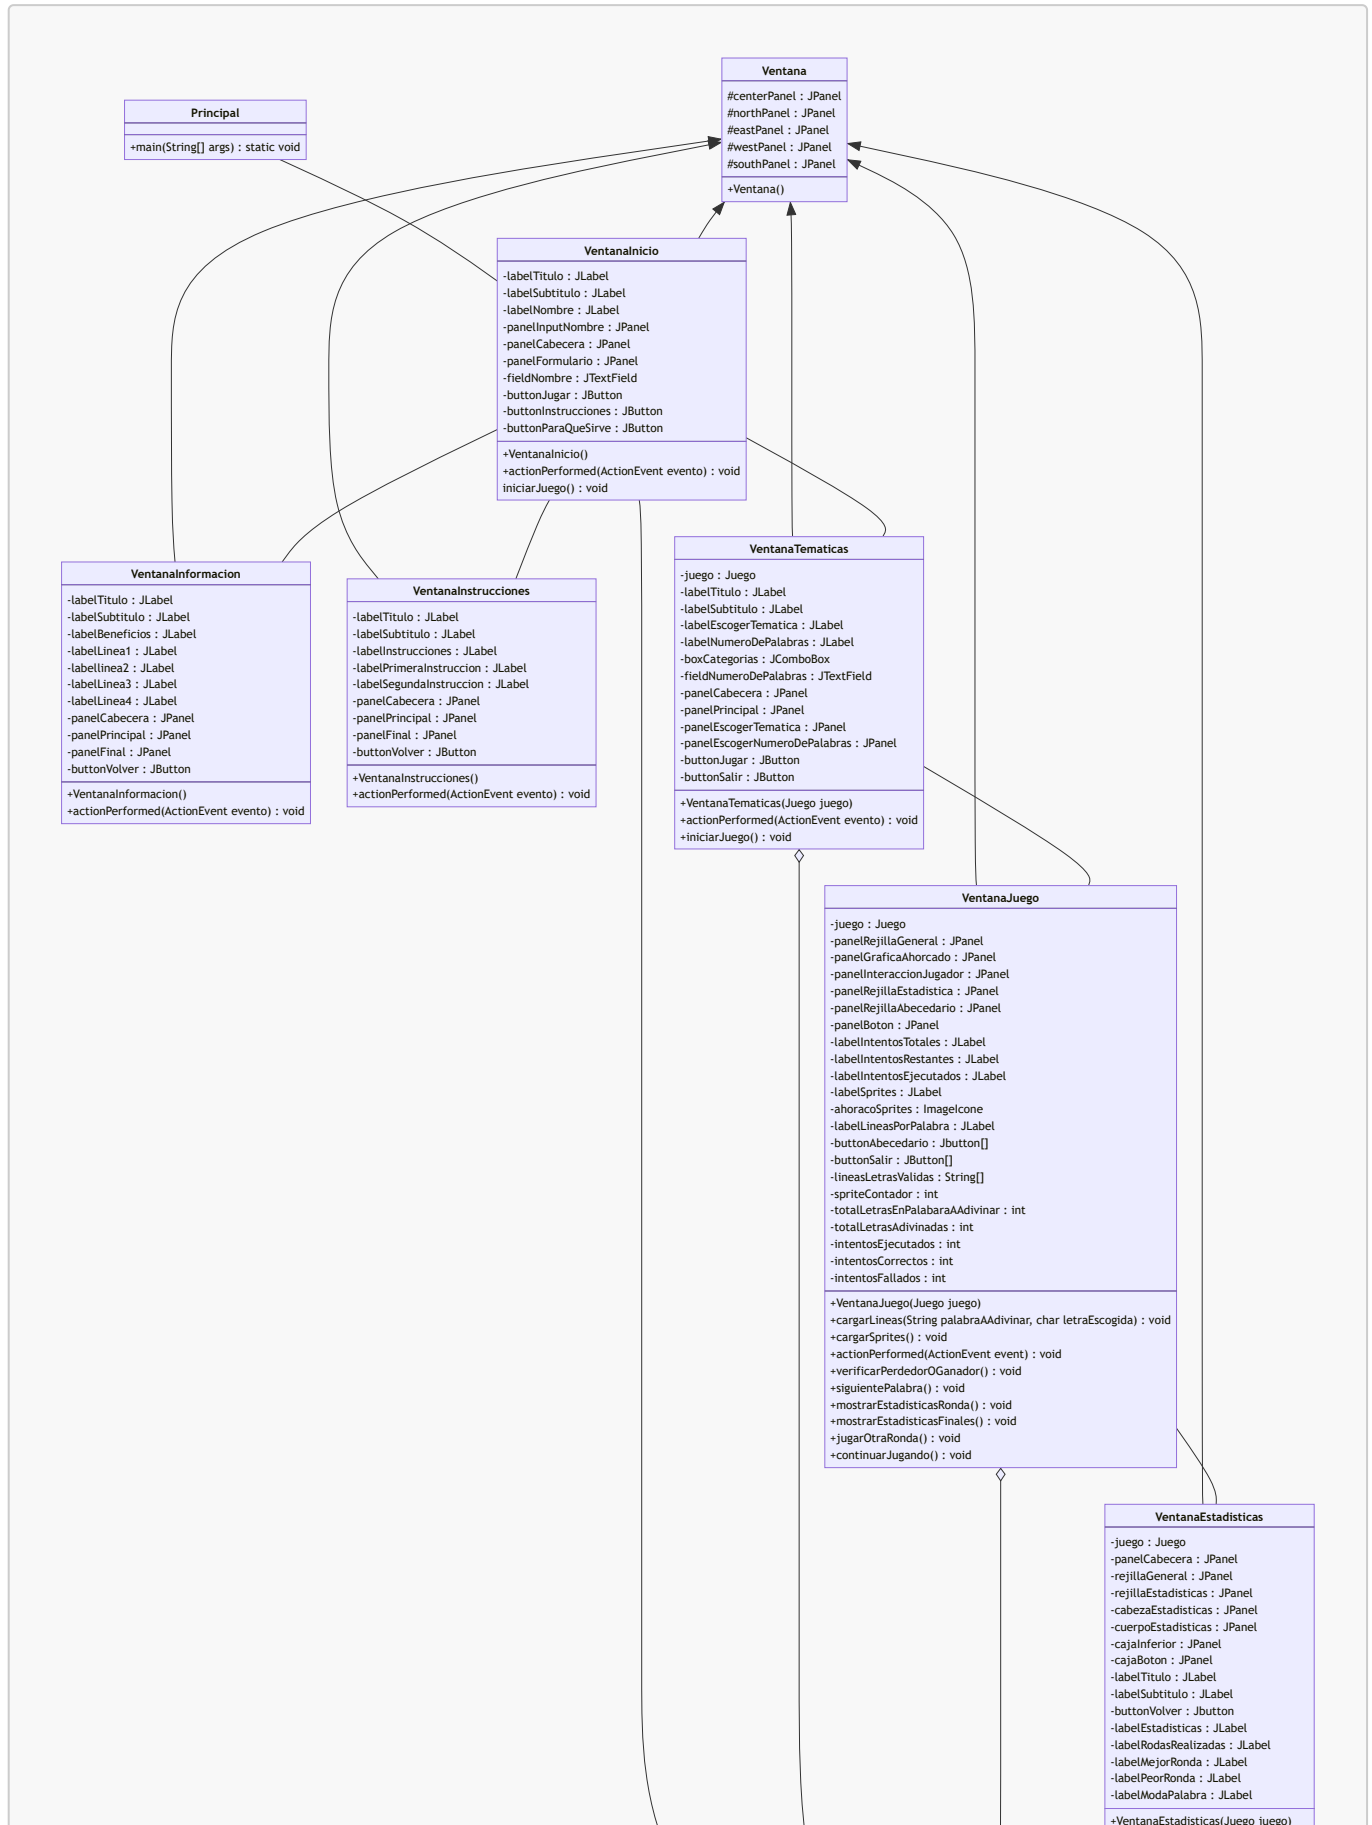 Ventana
#centerPanel : JPanel
#northPanel : JPanel
#eastPanel : JPanel
#westPanel : JPanel
#southPanel : JPanel
+Ventana()
Principal
+main(String[] args) : static void
VentanaInicio
-labelTitulo : JLabel
-labelSubtitulo : JLabel
-labelNombre : JLabel
-panelInputNombre : JPanel
-panelCabecera : JPanel
-panelFormulario : JPanel
-fieldNombre : JTextField
-buttonJugar : JButton
-buttonInstrucciones : JButton
-buttonParaQueSirve : JButton
+VentanaInicio()
+actionPerformed(ActionEvent evento) : void
iniciarJuego() : void
VentanaInformacion
-labelTitulo : JLabel
-labelSubtitulo : JLabel
-labelBeneficios : JLabel
-labelLinea1 : JLabel
-labellinea2 : JLabel
-labelLinea3 : JLabel
-labelLinea4 : JLabel
-panelCabecera : JPanel
-panelPrincipal : JPanel
-panelFinal : JPanel
-buttonVolver : JButton
+VentanaInformacion()
+actionPerformed(ActionEvent evento) : void
VentanaInstrucciones
-labelTitulo : JLabel
-labelSubtitulo : JLabel
-labelInstrucciones : JLabel
-labelPrimeraInstruccion : JLabel
-labelSegundaInstruccion : JLabel
-panelCabecera : JPanel
-panelPrincipal : JPanel
-panelFinal : JPanel
-buttonVolver : JButton
+VentanaInstrucciones()
+actionPerformed(ActionEvent evento) : void
VentanaTematicas
-juego : Juego
-labelTitulo : JLabel
-labelSubtitulo : JLabel
-labelEscogerTematica : JLabel
-labelNumeroDePalabras : JLabel
-boxCategorias : JComboBox
-fieldNumeroDePalabras : JTextField
-panelCabecera : JPanel
-panelPrincipal : JPanel
-panelEscogerTematica : JPanel
-panelEscogerNumeroDePalabras : JPanel
-buttonJugar : JButton
-buttonSalir : JButton
+VentanaTematicas(Juego juego)
+actionPerformed(ActionEvent evento) : void
+iniciarJuego() : void
VentanaJuego
-juego : Juego
-panelRejillaGeneral : JPanel
-panelGraficaAhorcado : JPanel
-panelInteraccionJugador : JPanel
-panelRejillaEstadistica : JPanel
-panelRejillaAbecedario : JPanel
-panelBoton : JPanel
-labelIntentosTotales : JLabel
-labelIntentosRestantes : JLabel
-labelIntentosEjecutados : JLabel
-labelSprites : JLabel
-ahoracoSprites : ImageIcone
-labelLineasPorPalabra : JLabel
-buttonAbecedario : Jbutton[]
-buttonSalir : JButton[]
-lineasLetrasValidas : String[]
-spriteContador : int
-totalLetrasEnPalabaraAAdivinar : int
-totalLetrasAdivinadas : int
-intentosEjecutados : int
-intentosCorrectos : int
-intentosFallados : int
+VentanaJuego(Juego juego)
+cargarLineas(String palabraAAdivinar, char letraEscogida) : void
+cargarSprites() : void
+actionPerformed(ActionEvent event) : void
+verificarPerdedorOGanador() : void
+siguientePalabra() : void
+mostrarEstadisticasRonda() : void
+mostrarEstadisticasFinales() : void
+jugarOtraRonda() : void
+continuarJugando() : void
VentanaEstadisticas
-juego : Juego
-panelCabecera : JPanel
-rejillaGeneral : JPanel
-rejillaEstadisticas : JPanel
-cabezaEstadisticas : JPanel
-cuerpoEstadisticas : JPanel
-cajaInferior : JPanel
-cajaBoton : JPanel
-labelTitulo : JLabel
-labelSubtitulo : JLabel
-buttonVolver : Jbutton
-labelEstadisticas : JLabel
-labelRodasRealizadas : JLabel
-labelMejorRonda : JLabel
-labelPeorRonda : JLabel
-labelModaPalabra : JLabel
+VentanaEstadisticas(Juego juego)